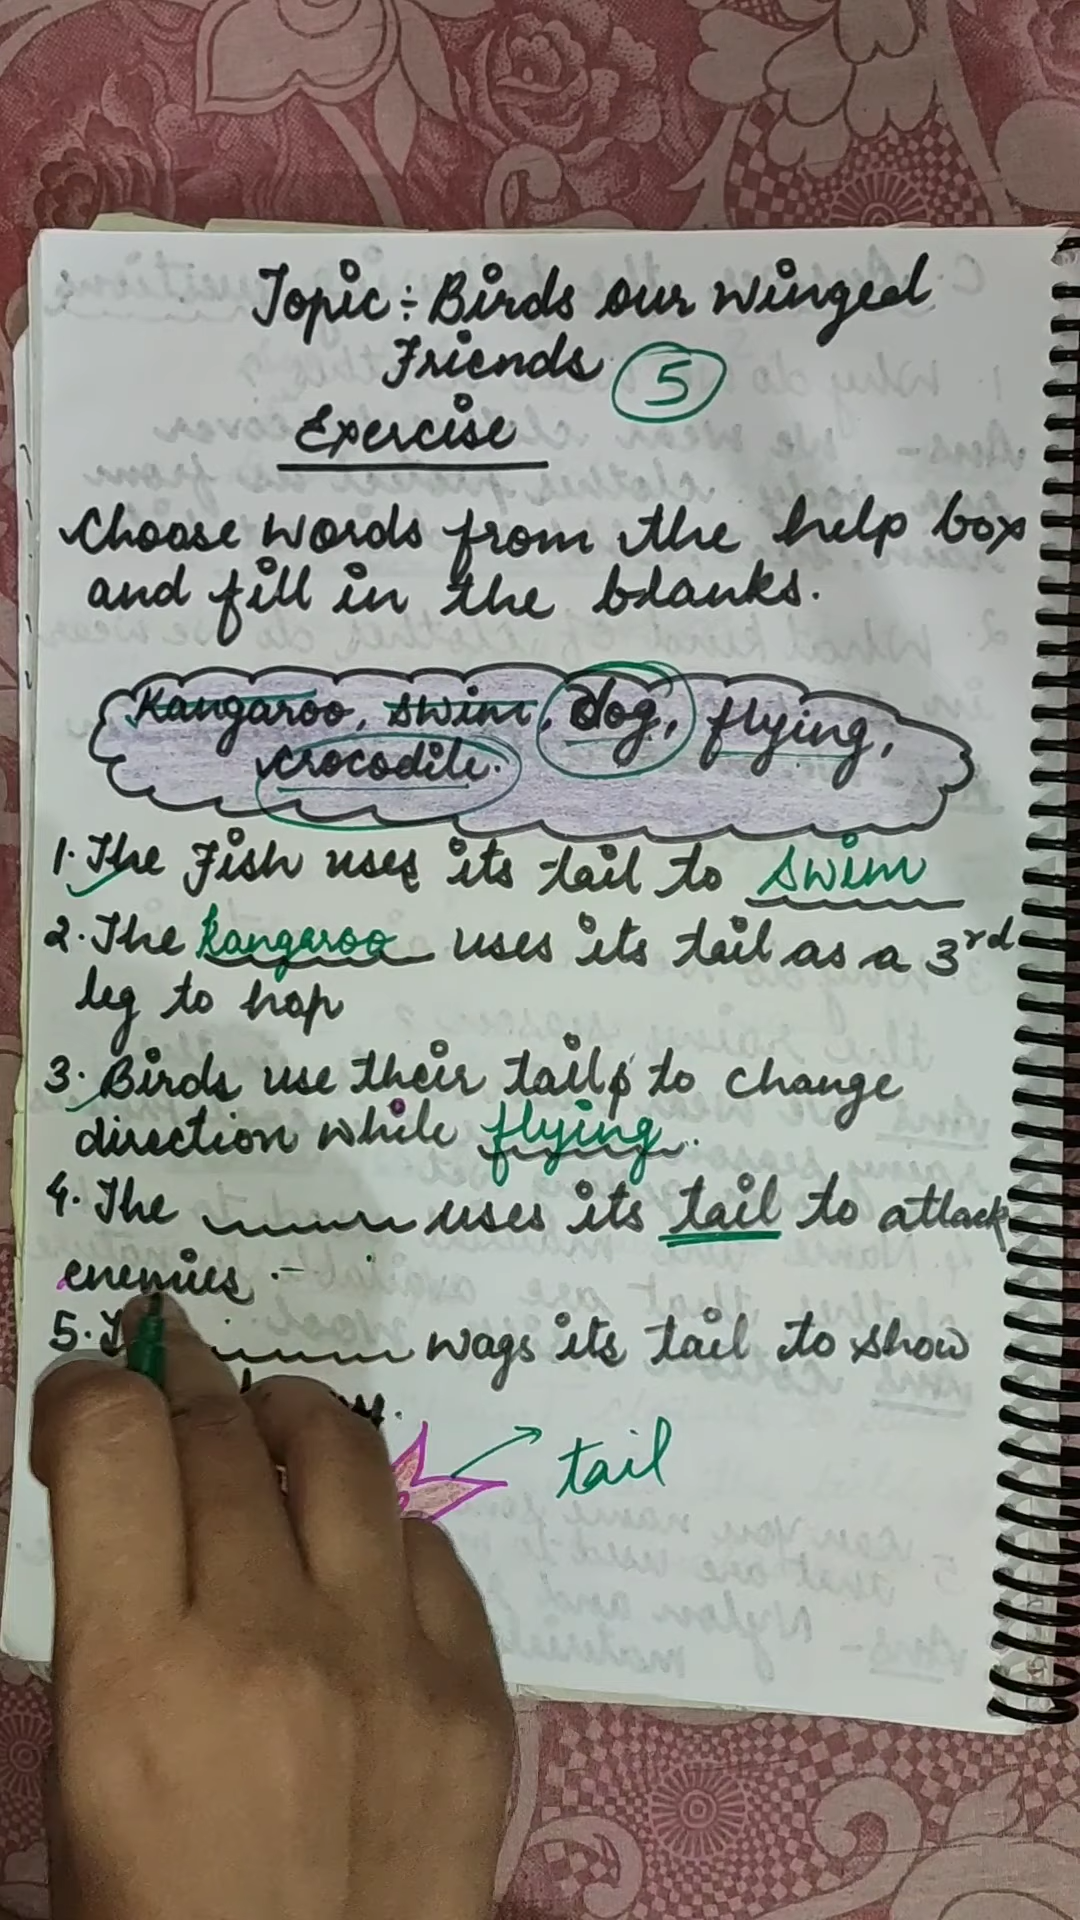 Topic :- Birds our winged
Friends 5
Exercise
Choose words from the help box
and fill in the blanks.
Kangaroo, swim, dog, flying,
crocodile.
1. The Fish uses its tail to swim
2. The kangaroo uses its tail as a 3rd
leg to hop
3. Birds use their tails to change
direction while flying.
4. The uses its tail to attack
enemies
5. wags its tail to show
tail